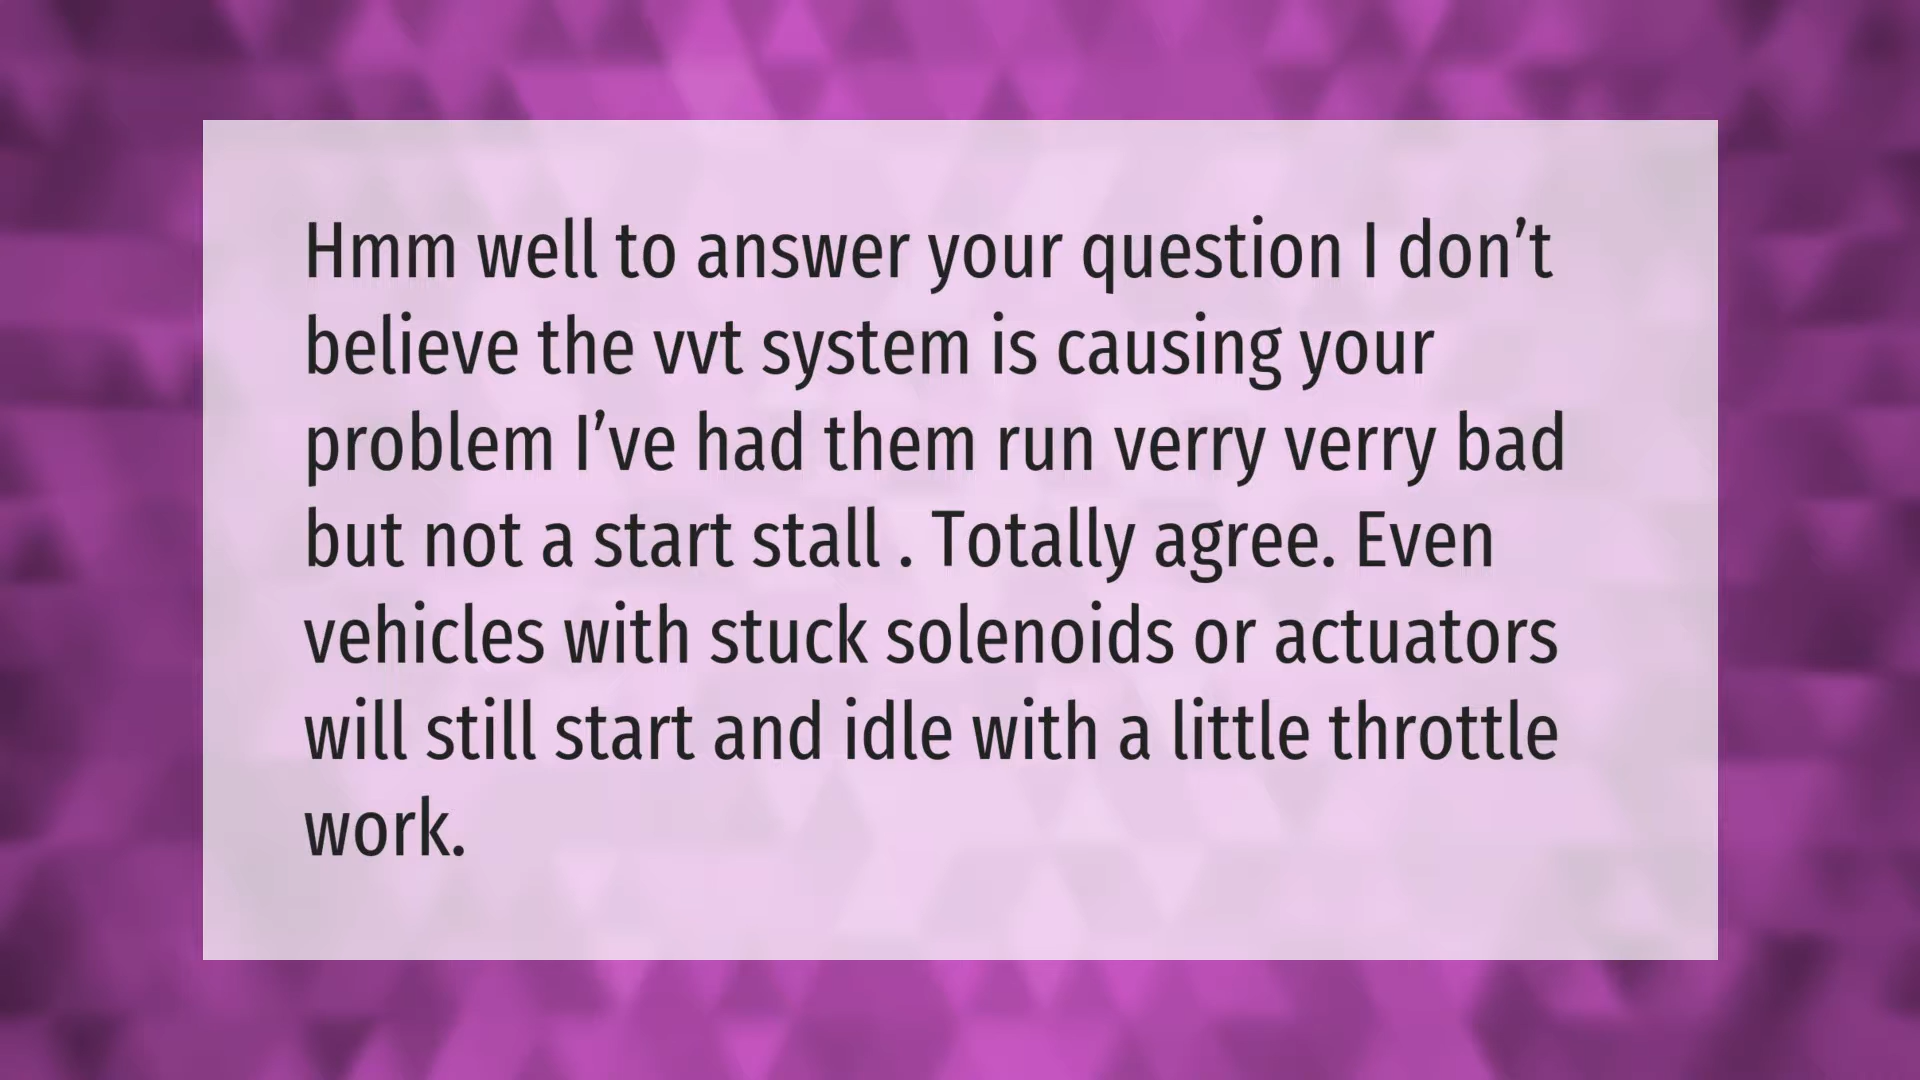 Hmm well to answer your question I don’t
believe the vvt system is causing your
problem I’ve had them run verry verry bad
but not a start stall . Totally agree. Even
vehicles with stuck solenoids or actuators
will still start and idle with a little throttle
work.